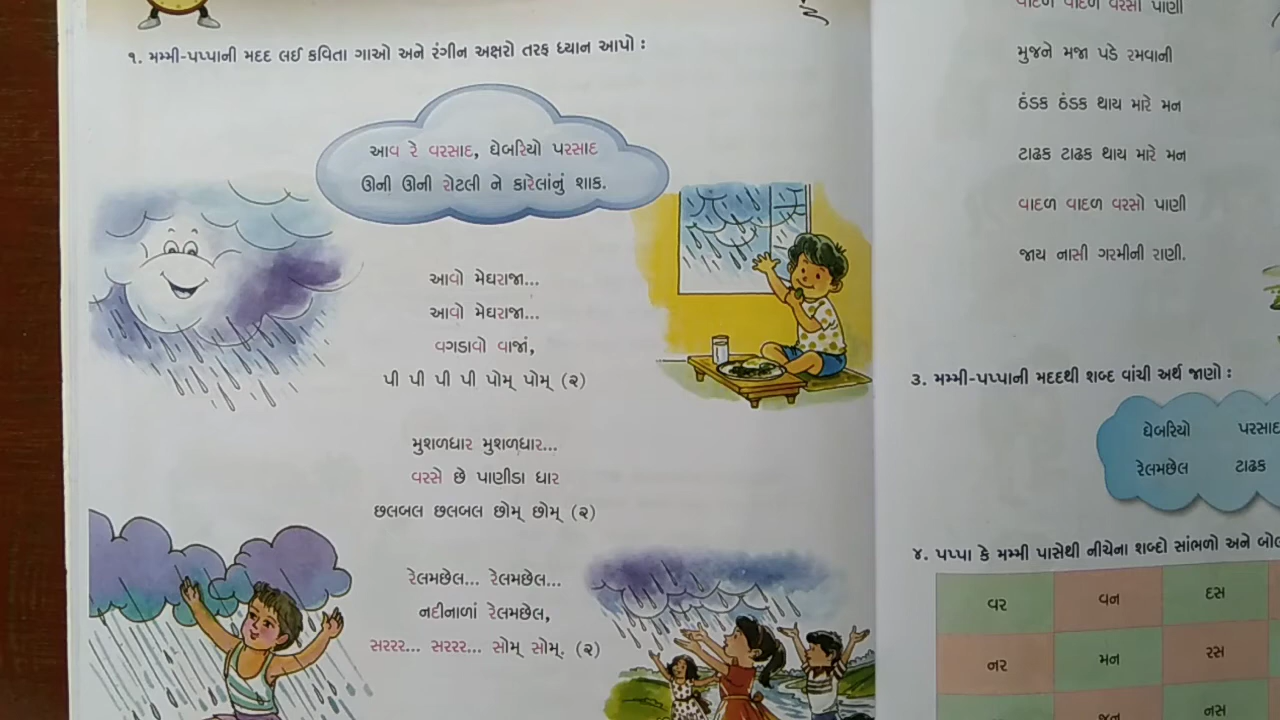 ૧. મમ્મી-પપ્પાની મદદ લઈ કવિતા ગાઓ અને રંગીન અક્ષરો તરફ ધ્યાન આપો :
આવ રે વરસાદ, ઘેબરિયો પરસાદ
ઊની ઊની રોટલી ને કારેલાંનું શાક.
આવો મેઘરાજા...
આવો મેઘરાજા...
વગડાવો વાજાં,
પી પી પી પી પોમ્ પોમ્ (૨)
મુશળધાર મુશળધાર...
વરસે છે પાણીડા ધાર
છલબલ છલબલ છોમ્ છોમ્ (૨)
રેલમછેલ... રેલમછેલ...
નદીનાળાં રેલમછેલ,
સરરર... સરરર... સોમ્ સોમ્. (૨)
વાદળ વાદળ વરસો પાણી
મુજને મજા પડે રમવાની
ઠંડક ઠંડક થાય મારે મન
ટાઢક ટાઢક થાય મારે મન
વાદળ વાદળ વરસો પાણી
જાય નાસી ગરમીની રાણી.
૩. મમ્મી-પપ્પાની મદદથી શબ્દ વાંચી અર્થ જાણો :
ઘેબરિયો પરસાદ
રેલમછેલ ટાઢક
૪. પપ્પા કે મમ્મી પાસેથી નીચેના શબ્દો સાંભળો અને
વર વન દસ
નર મન રસ
નસ